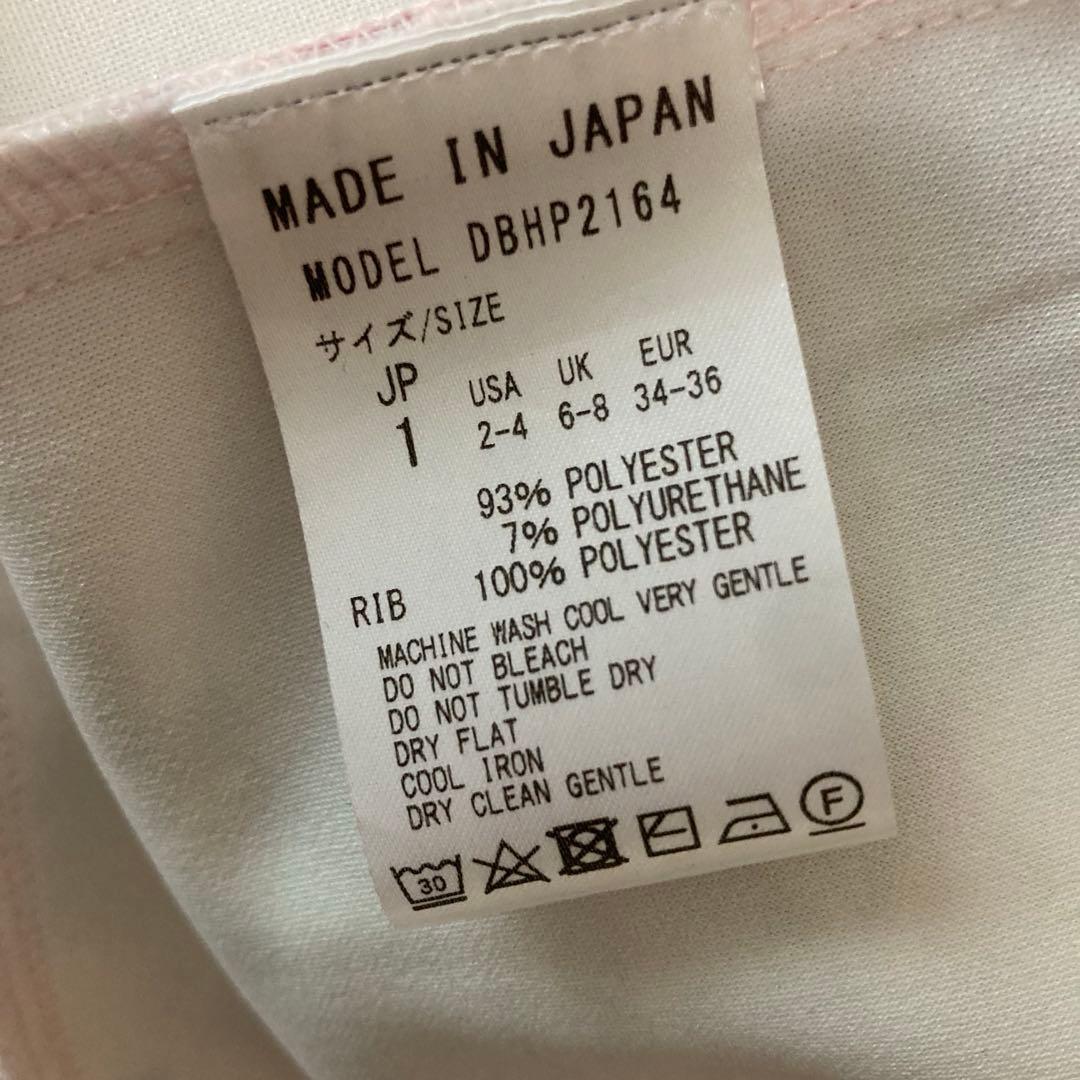 MADE IN JAPAN
MODEL DBHP2164
サイズ/SIZE
JP USA UK EUR
1 2-4 6-8 34-36
93% POLYESTER
7% POLYURETHANE
RIB 100% POLYESTER
MACHINE WASH COOL VERY GENTLE
DO NOT BLEACH
DO NOT TUMBLE DRY
DRY FLAT
COOL IRON
DRY CLEAN GENTLE
30 F